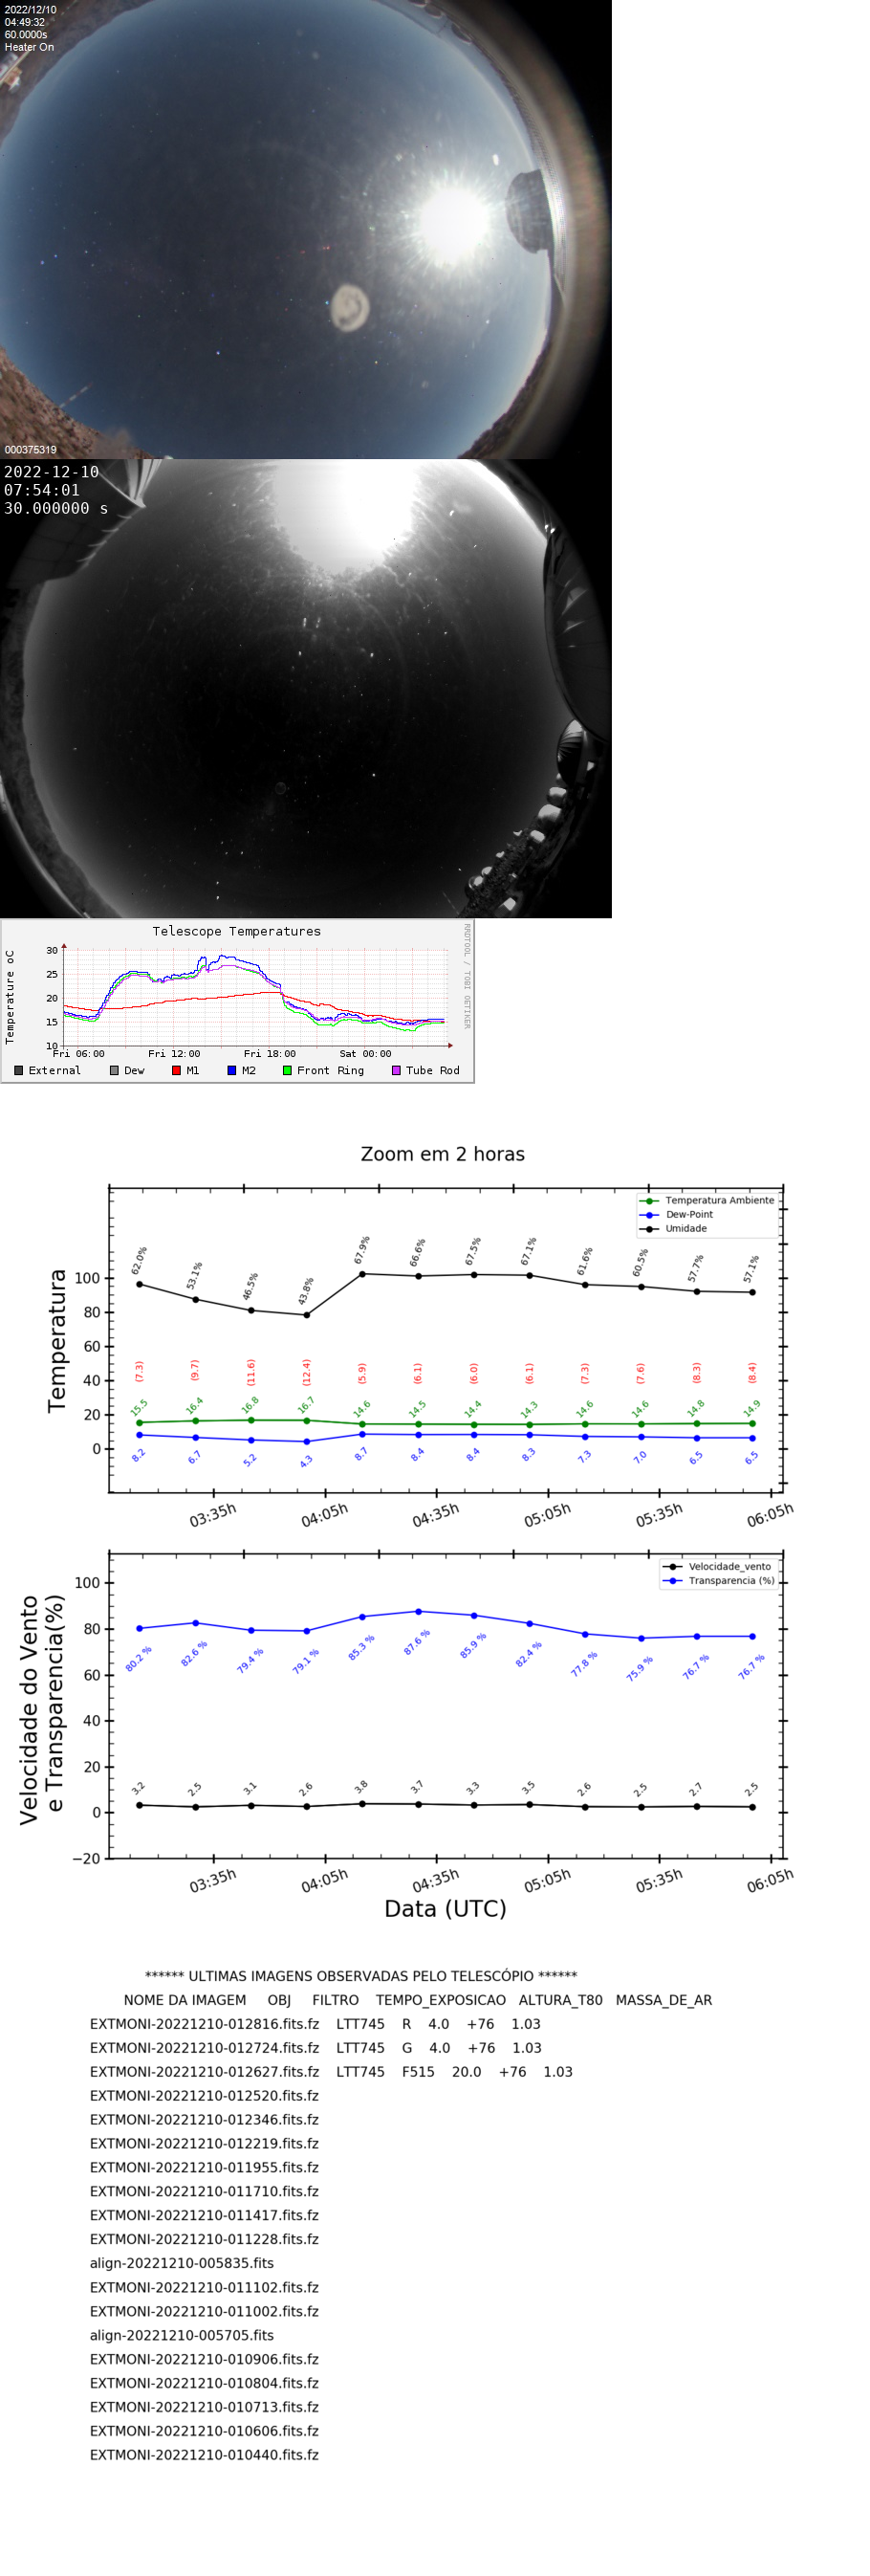 2022/12/10
04:49:32
60.0000s
Heater On
000375319
2022-12-10
07:54:01
30.000000 s
Telescope Temperatures
RRDTOOL / TOBI OETIKER
Temperature oC
30
25
20
15
10
Fri 06:00 Fri 12:00 Fri 18:00 Sat 00:00
External Dew M1 M2 Front Ring Tube Rod
Zoom em 2 horas
Temperatura Ambiente
Dew-Point
Umidade
Temperatura
100
80
60
40
20
0
62.0% 53.1% 46.5% 43.8% 67.9% 66.6% 67.5% 67.1% 61.6% 60.5% 57.7% 57.1%
(7.3) (9.7) (11.6) (12.4) (5.9) (6.1) (6.0) (6.1) (7.3) (7.6) (8.3) (8.4)
15.5 16.4 16.8 16.7 14.6 14.5 14.4 14.3 14.6 14.6 14.8 14.9
8.2 6.7 5.2 4.3 8.7 8.4 8.4 8.3 7.3 7.0 6.5 6.5
03:35h 04:05h 04:35h 05:05h 05:35h 06:05h
Velocidade_vento
Transparencia (%)
Velocidade do Vento
e Transparencia(%)
100
80
60
40
20
0
−20
80.2 % 82.6 % 79.4 % 79.1 % 85.3 % 87.6 % 85.9 % 82.4 % 77.8 % 75.9 % 76.7 % 76.7 %
3.2 2.5 3.1 2.6 3.8 3.7 3.3 3.5 2.6 2.5 2.7 2.5
03:35h 04:05h 04:35h 05:05h 05:35h 06:05h
Data (UTC)
****** ULTIMAS IMAGENS OBSERVADAS PELO TELESCÓPIO ******
NOME DA IMAGEM OBJ FILTRO TEMPO_EXPOSICAO ALTURA_T80 MASSA_DE_AR
EXTMONI-20221210-012816.fits.fz LTT745 R 4.0 +76 1.03
EXTMONI-20221210-012724.fits.fz LTT745 G 4.0 +76 1.03
EXTMONI-20221210-012627.fits.fz LTT745 F515 20.0 +76 1.03
EXTMONI-20221210-012520.fits.fz
EXTMONI-20221210-012346.fits.fz
EXTMONI-20221210-012219.fits.fz
EXTMONI-20221210-011955.fits.fz
EXTMONI-20221210-011710.fits.fz
EXTMONI-20221210-011417.fits.fz
EXTMONI-20221210-011228.fits.fz
align-20221210-005835.fits
EXTMONI-20221210-011102.fits.fz
EXTMONI-20221210-011002.fits.fz
align-20221210-005705.fits
EXTMONI-20221210-010906.fits.fz
EXTMONI-20221210-010804.fits.fz
EXTMONI-20221210-010713.fits.fz
EXTMONI-20221210-010606.fits.fz
EXTMONI-20221210-010440.fits.fz